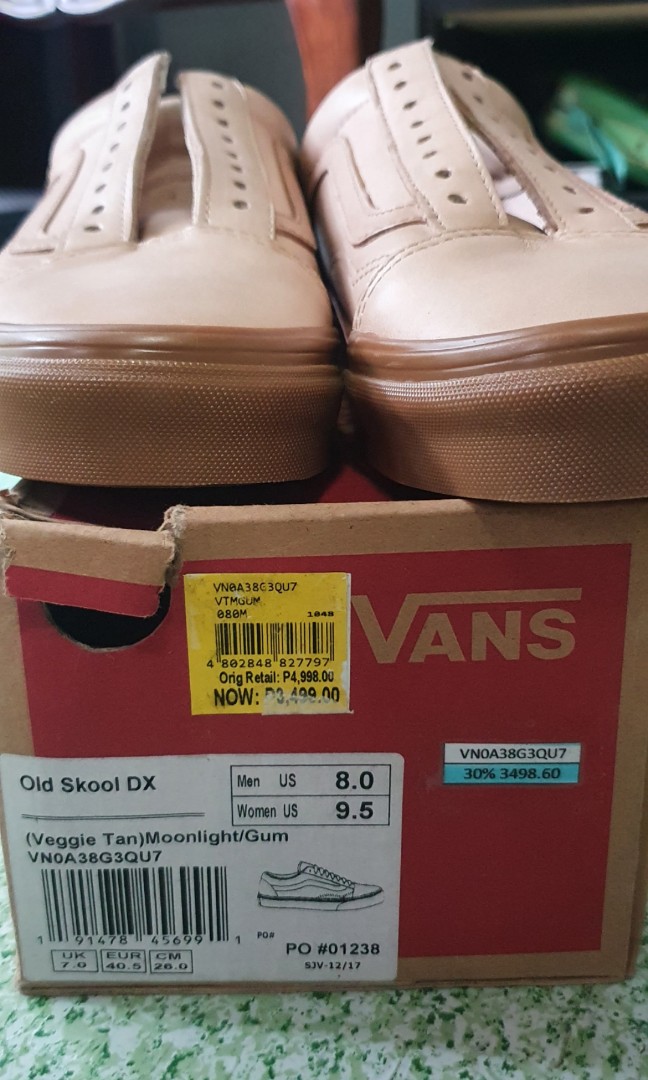 VN0A38G3QU7
VTMGUM
080M 1048
4 802848 827797
Orig Retail: P4,998.00
NOW: P3,499.00
VANS
VN0A38G3QU7
30% 3498.60
Old Skool DX
Men US 8.0
Women US 9.5
(Veggie Tan)Moonlight/Gum
VN0A38G3QU7
1 91478 45699 1
UK 7.0
EUR 40.5
CM 26.0
PO#
PO #01238
SJV-12/17